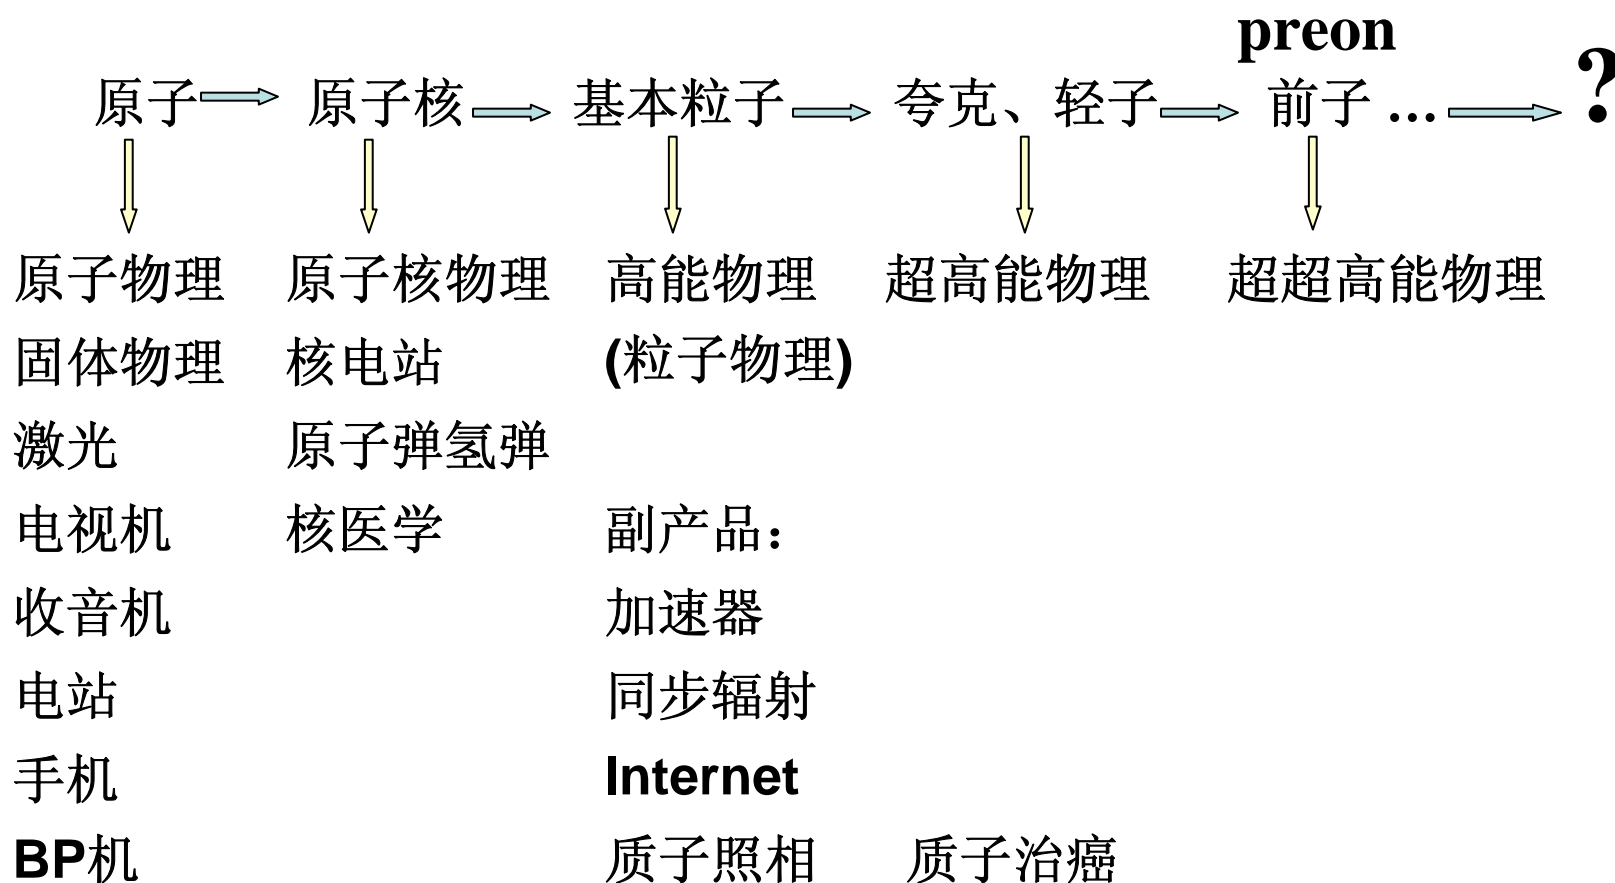 preon
原子 原子核 基本粒子 夸克、轻子 前子 ... ?
原子物理 原子核物理 高能物理 超高能物理 超超高能物理
固体物理 核电站 (粒子物理)
激光 原子弹氢弹
电视机 核医学 副产品：
收音机 加速器
电站 同步辐射
手机 Internet
BP机 质子照相 质子治癌